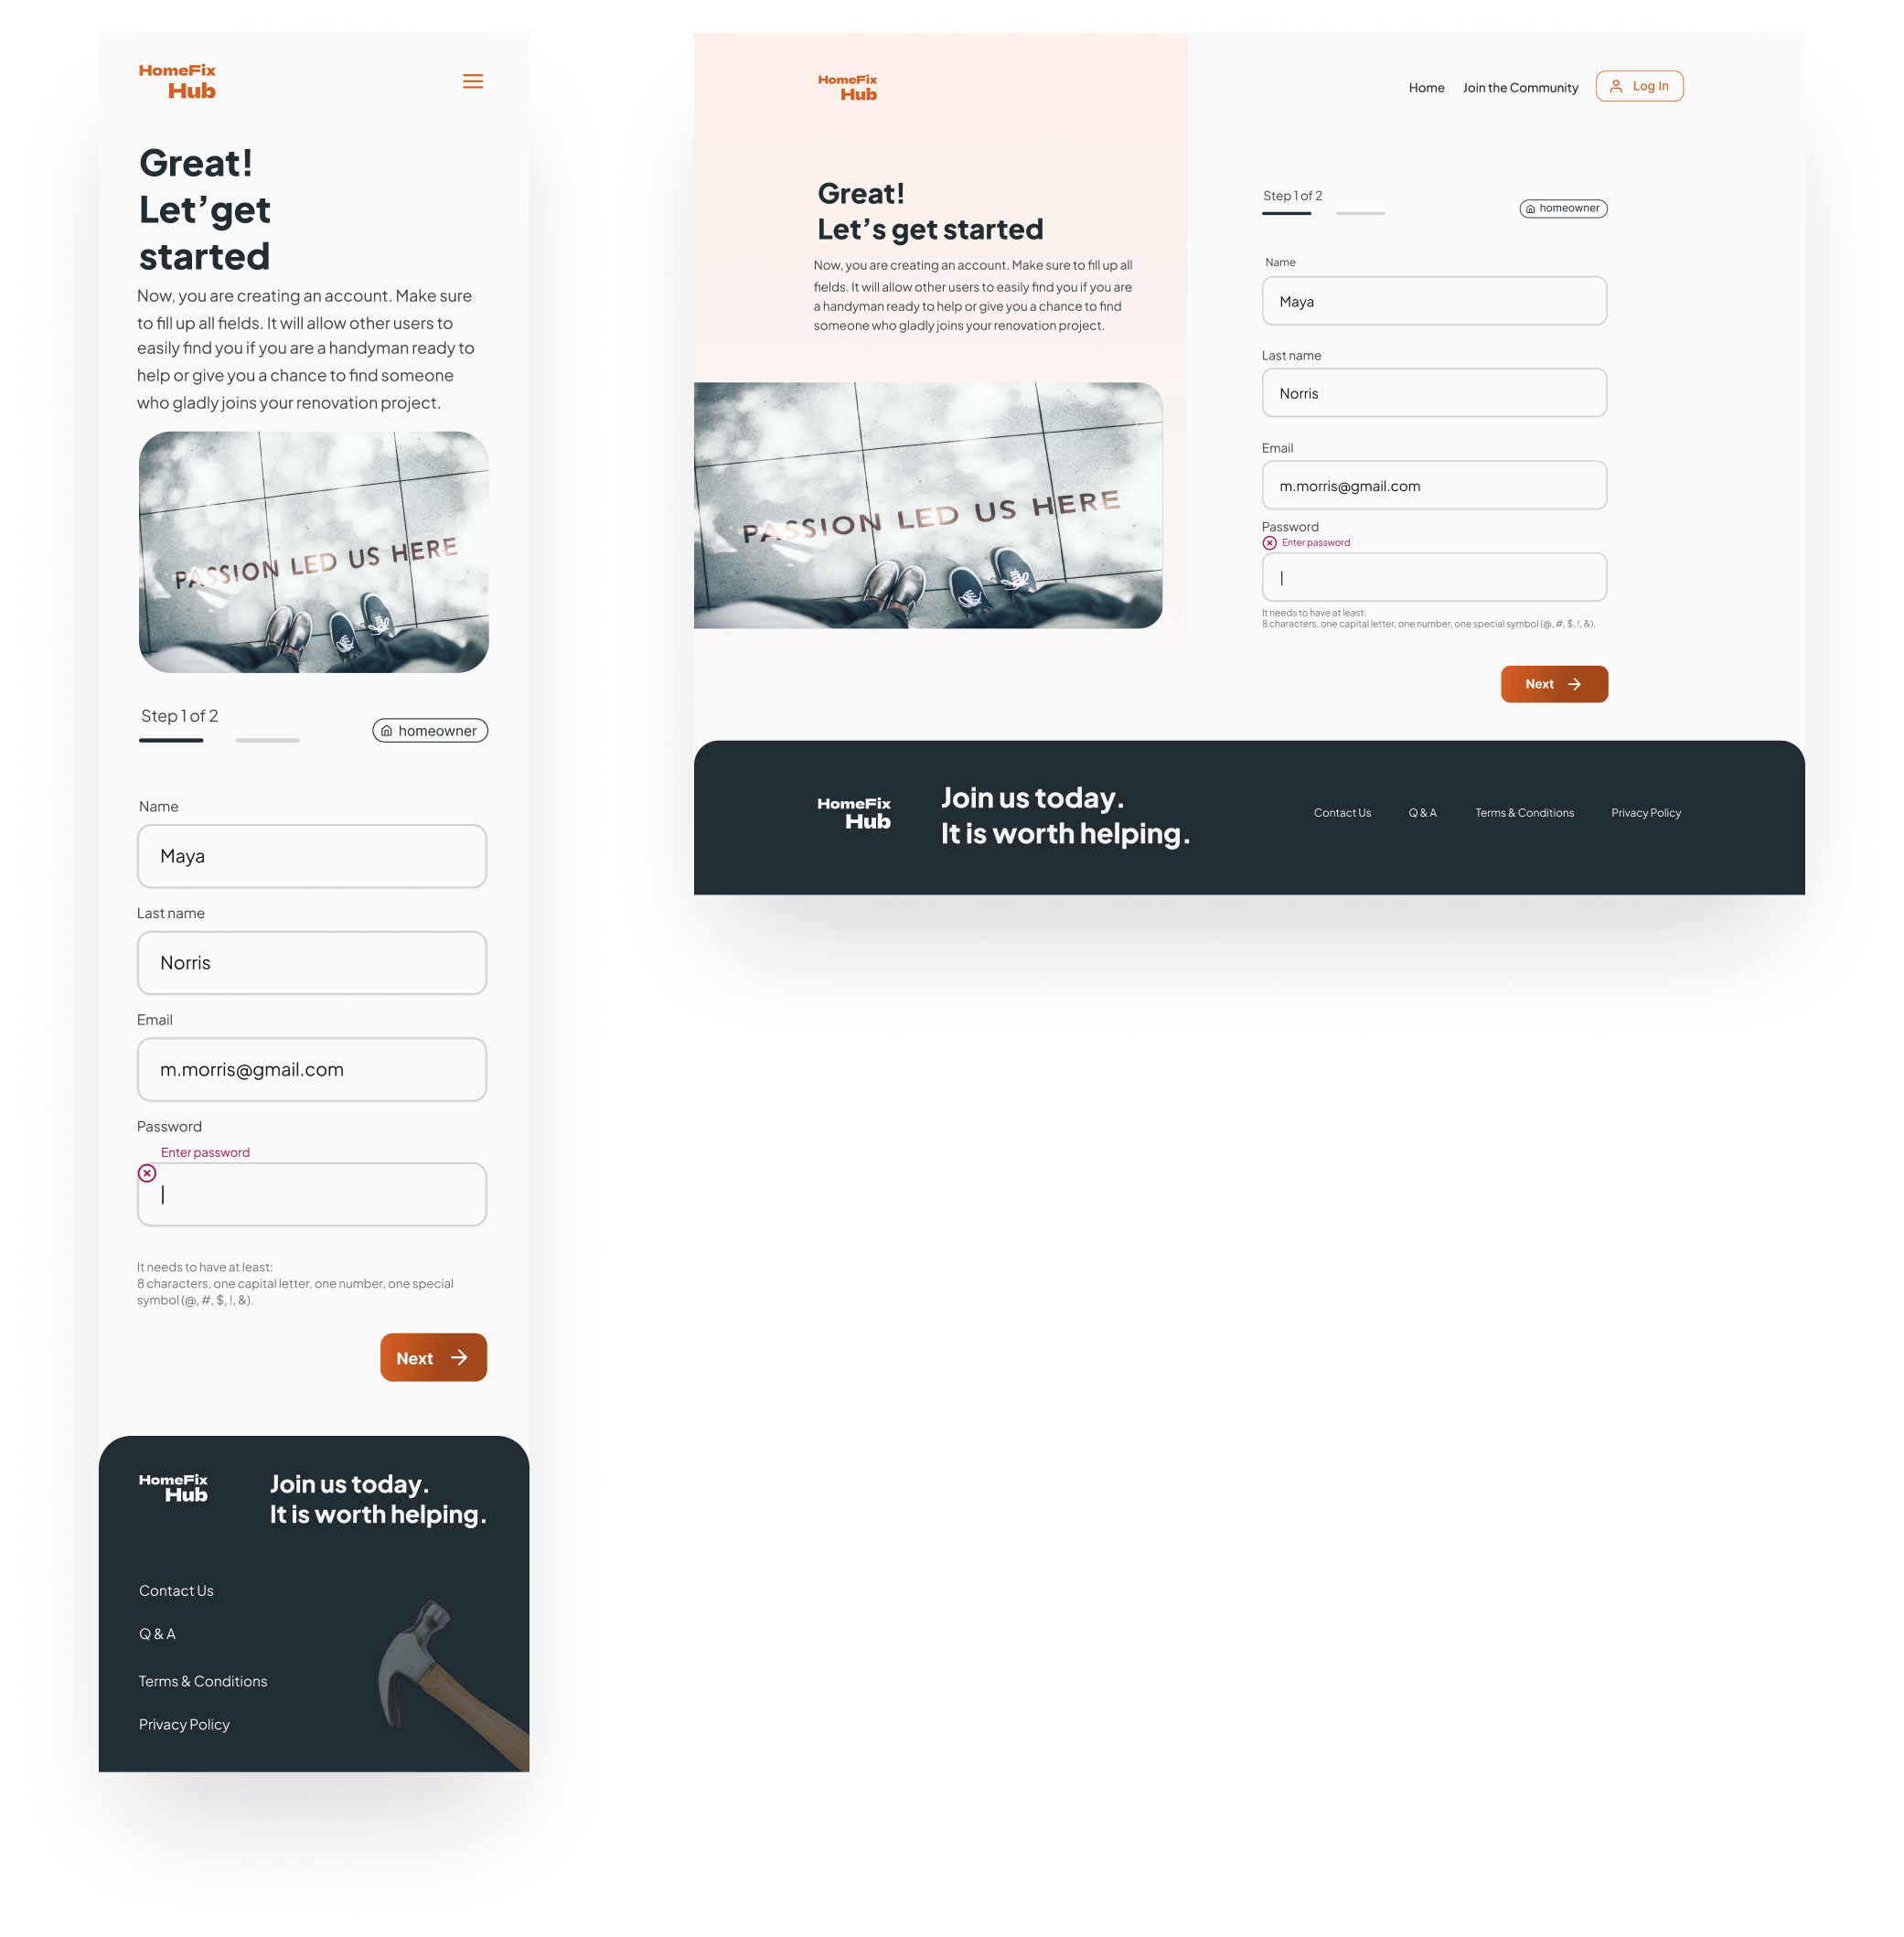 HomeFix
Hub
Great!
Let’get
started
Now, you are creating an account. Make sure
to fill up all fields. It will allow other users to
easily find you if you are a handyman ready to
help or give you a chance to find someone
who gladly joins your renovation project.
PASSION LED US HERE
Step 1 of 2
homeowner
Name
Maya
Last name
Norris
Email
m.morris@gmail.com
Password
Enter password
It needs to have at least:
8 characters, one capital letter, one number, one special
symbol (@, #, $, !, &).
Next
HomeFix
Hub
Join us today.
It is worth helping.
Contact Us
Q & A
Terms & Conditions
Privacy Policy
HomeFix
Hub
Home Join the Community Log In
Great!
Let’s get started
Now, you are creating an account. Make sure to fill up all
fields. It will allow other users to easily find you if you are
a handyman ready to help or give you a chance to find
someone who gladly joins your renovation project.
PASSION LED US HERE
Step 1 of 2
homeowner
Name
Maya
Last name
Norris
Email
m.morris@gmail.com
Password
Enter password
It needs to have at least:
8 characters, one capital letter, one number, one special symbol (@, #, $, !, &).
Next
HomeFix
Hub
Join us today.
It is worth helping.
Contact Us Q & A Terms & Conditions Privacy Policy